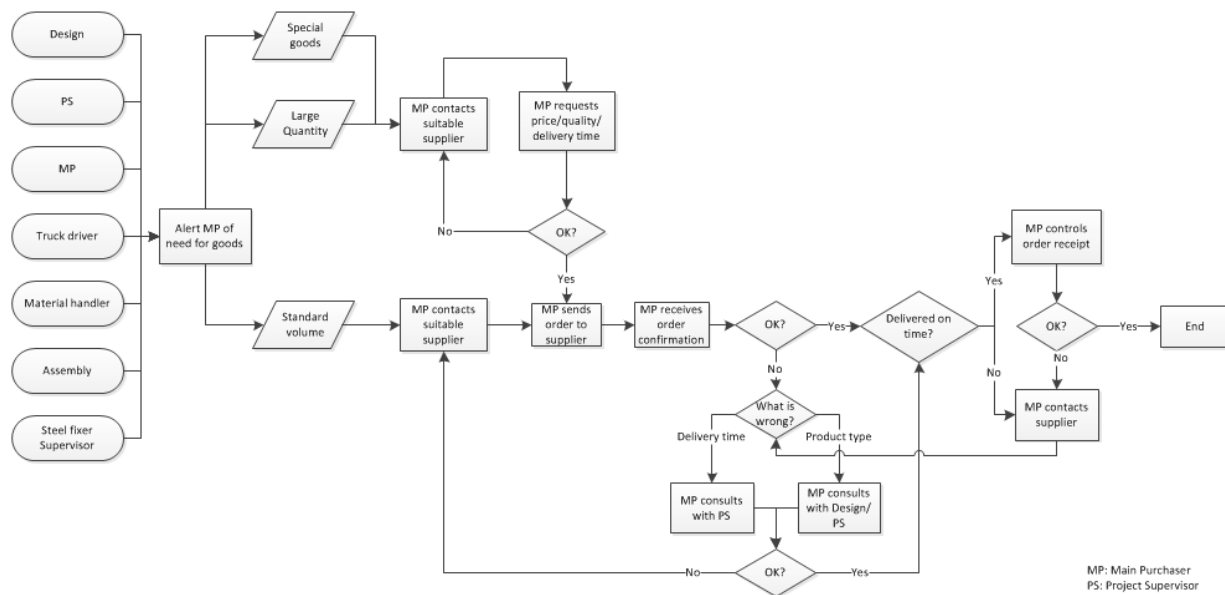 Design
PS
MP
Truck driver
Material handler
Assembly
Steel fixer
Supervisor
Alert MP of
need for goods
Special
goods
Large
Quantity
Standard
volume
MP contacts
suitable
supplier
MP requests
price/quality/
delivery time
No
OK?
Yes
MP contacts
suitable
supplier
MP sends
order to
supplier
MP receives
order
confirmation
OK?
Yes
No
What is
wrong?
Delivery time
Product type
MP consults
with PS
MP consults
with Design/
PS
No
OK?
Yes
Delivered on
time?
Yes
No
MP controls
order receipt
OK?
Yes
No
MP contacts
supplier
End
MP: Main Purchaser
PS: Project Supervisor